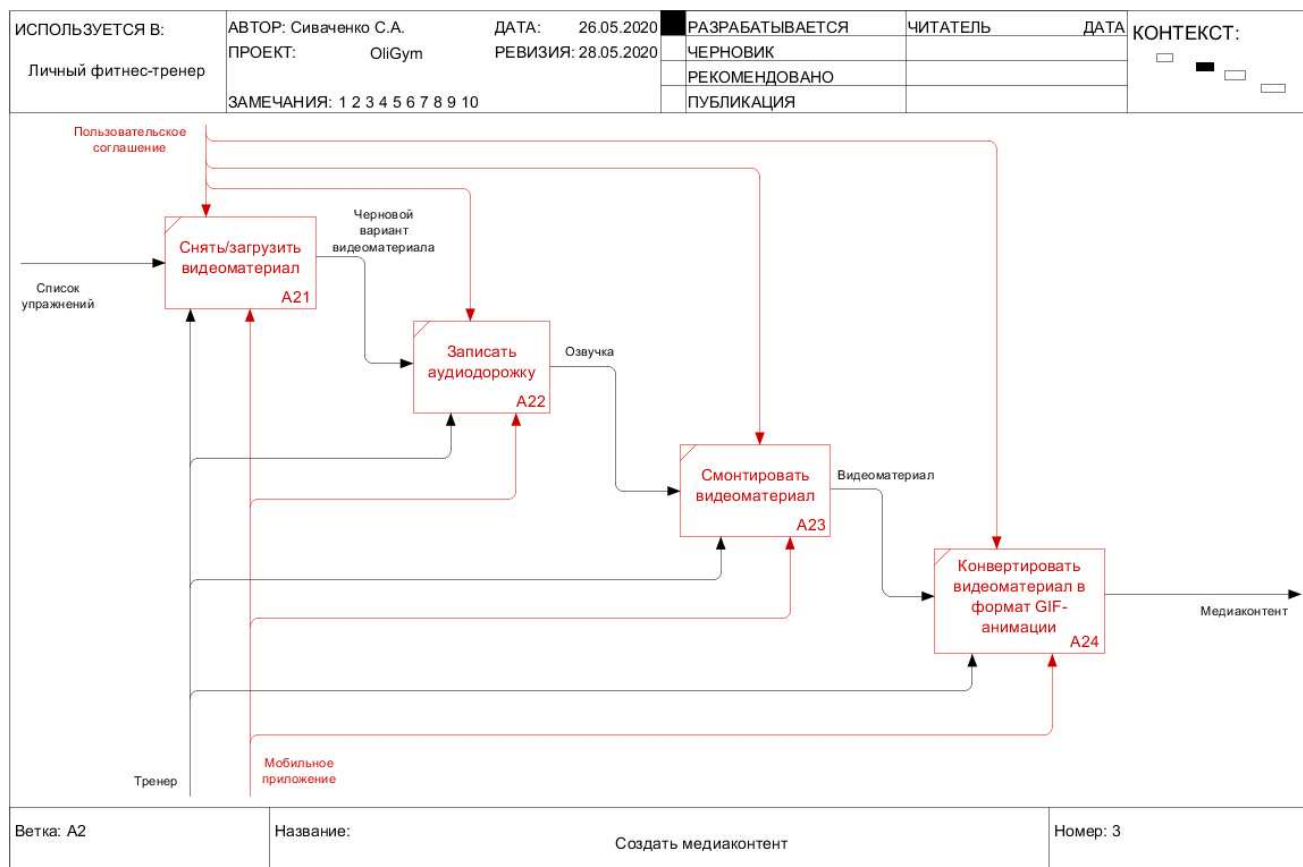 ИСПОЛЬЗУЕТСЯ В:
Личный фитнес-тренер
АВТОР: Сиваченко С.А.
ДАТА: 26.05.2020
ПРОЕКТ: OliGym
РЕВИЗИЯ: 28.05.2020
ЗАМЕЧАНИЯ: 1 2 3 4 5 6 7 8 9 10
РАЗРАБАТЫВАЕТСЯ
ЧЕРНОВИК
РЕКОМЕНДОВАНО
ПУБЛИКАЦИЯ
ЧИТАТЕЛЬ
ДАТА
КОНТЕКСТ:
Пользовательское
соглашение
Список
упражнений
Снять/загрузить
видеоматериал
A21
Черновой
вариант
видеоматериала
Записать
аудиодорожку
A22
Озвучка
Смонтировать
видеоматериал
A23
Видеоматериал
Конвертировать
видеоматериал в
формат GIF-
анимации
A24
Медиаконтент
Тренер
Мобильное
приложение
Ветка: A2
Название:
Создать медиаконтент
Номер: 3